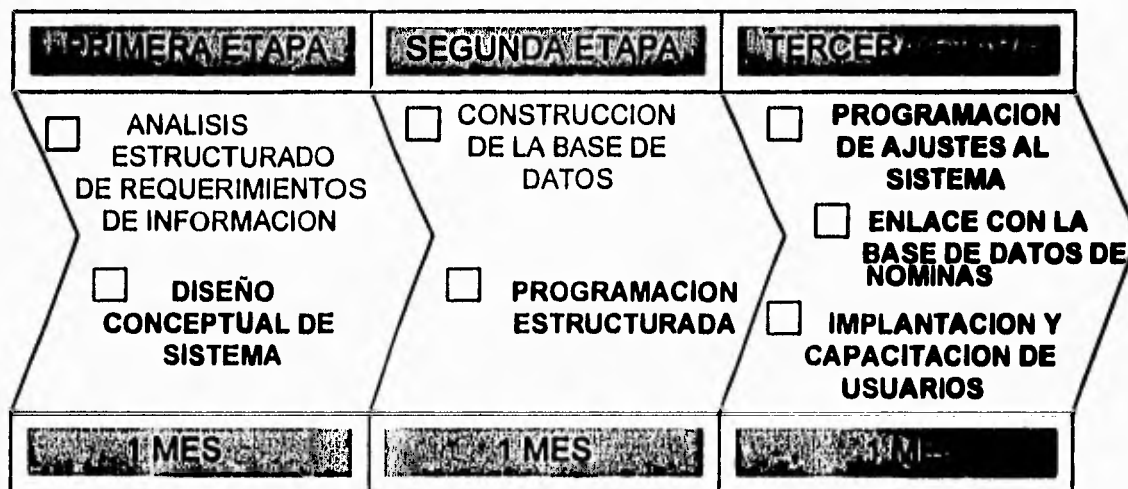 PRIMERA ETAPA
SEGUNDA ETAPA
TERCER
ANALISIS
ESTRUCTURADO
DE REQUERIMIENTOS
DE INFORMACION
DISEÑO
CONCEPTUAL DE
SISTEMA
CONSTRUCCION
DE LA BASE DE
DATOS
PROGRAMACION
ESTRUCTURADA
PROGRAMACION
DE AJUSTES AL
SISTEMA
ENLACE CON LA
BASE DE DATOS DE
NOMINAS
IMPLANTACION Y
CAPACITACION DE
USUARIOS
1 MES
1 MES
1